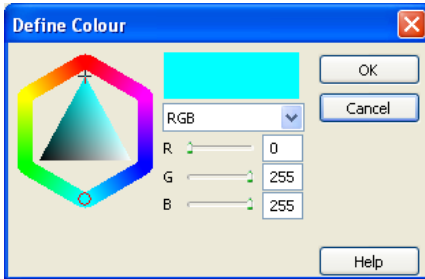 Define Colour
OK
RGB
Cancel
R 0
G 255
B 255
Help